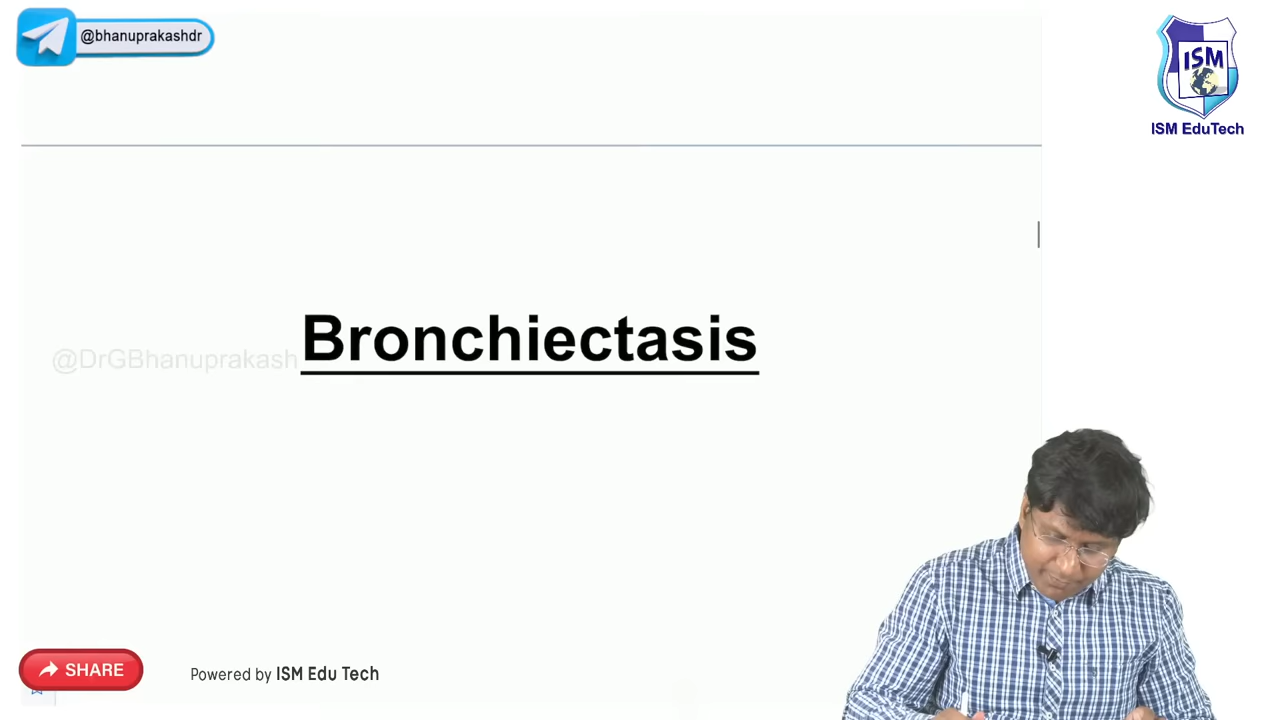 @bhanuprakashdr
ISM
ISM EduTech
Bronchiectasis
@DrGBhanuprakash
SHARE
Powered by ISM Edu Tech